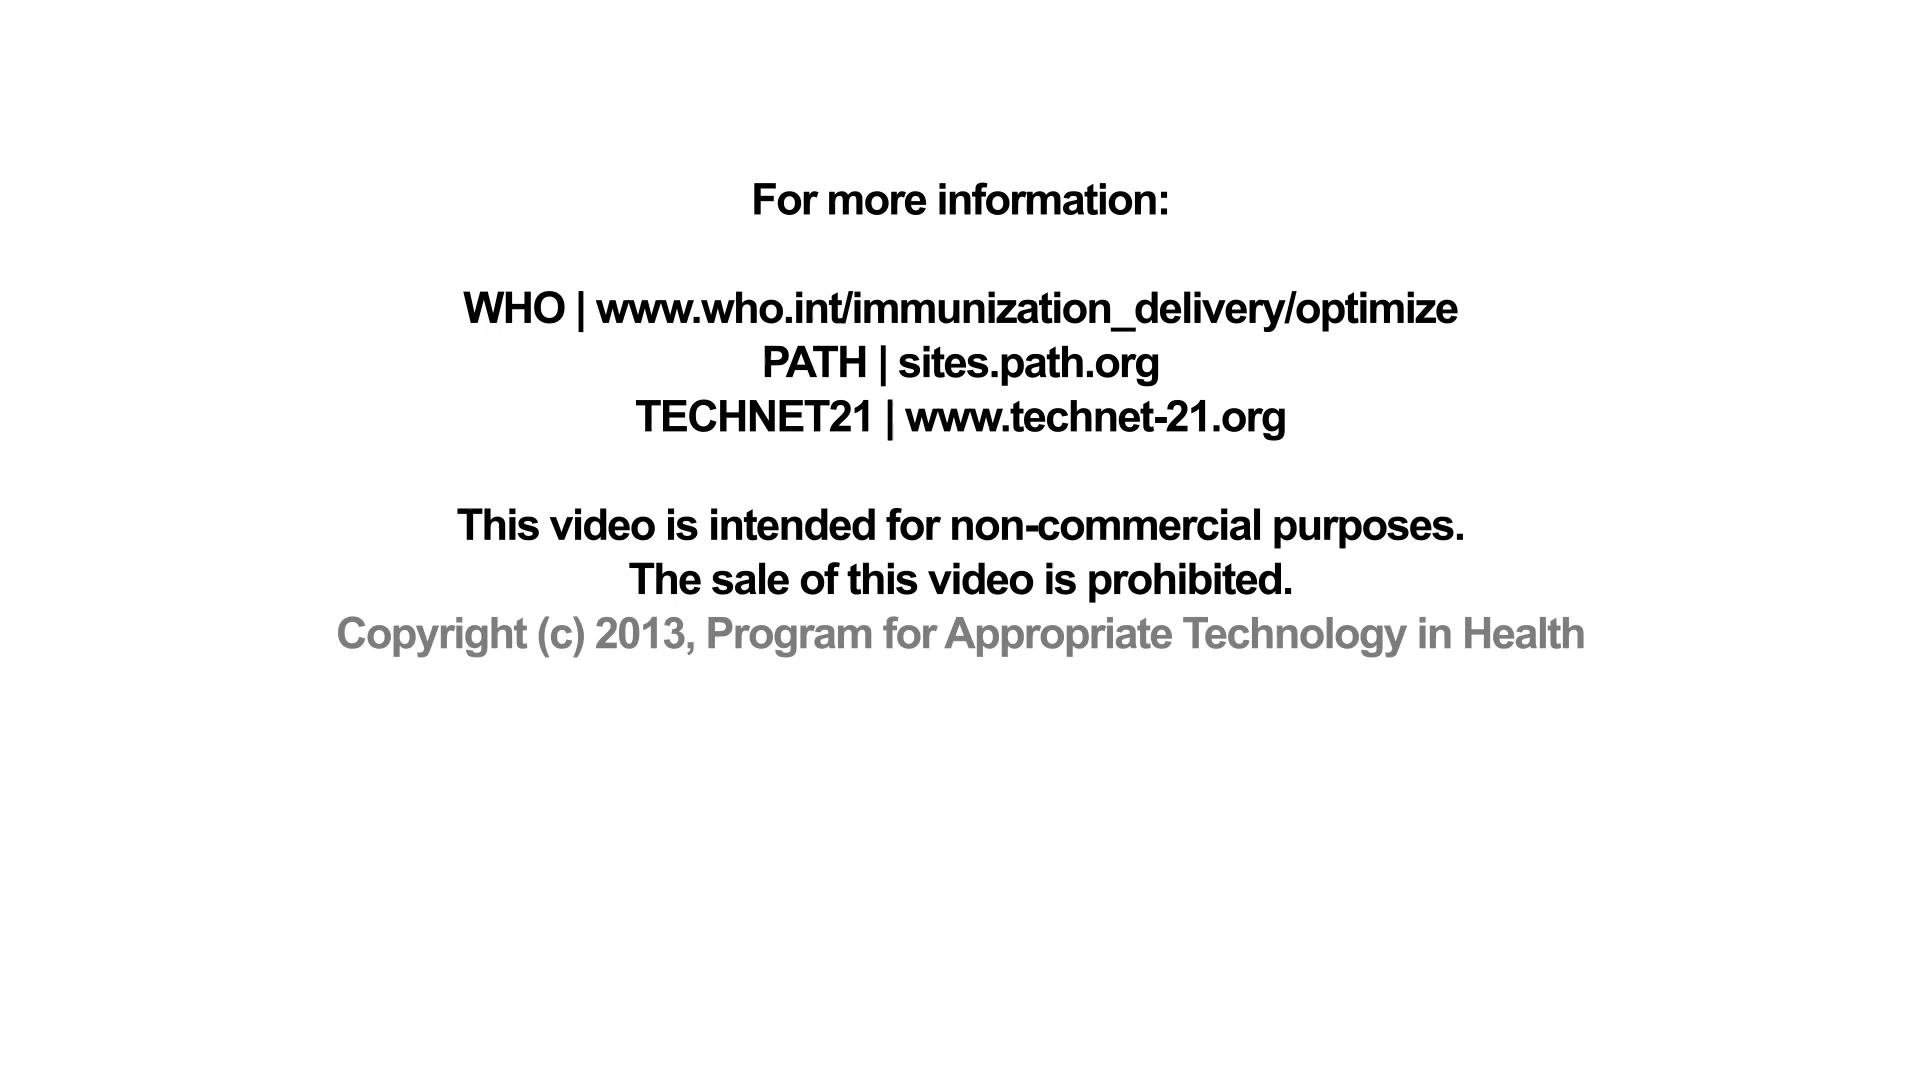 For more information:
WHO | www.who.int/immunization_delivery/optimize
PATH | sites.path.org
TECHNET21 | www.technet-21.org
This video is intended for non-commercial purposes.
The sale of this video is prohibited.
Copyright (c) 2013, Program for Appropriate Technology in Health